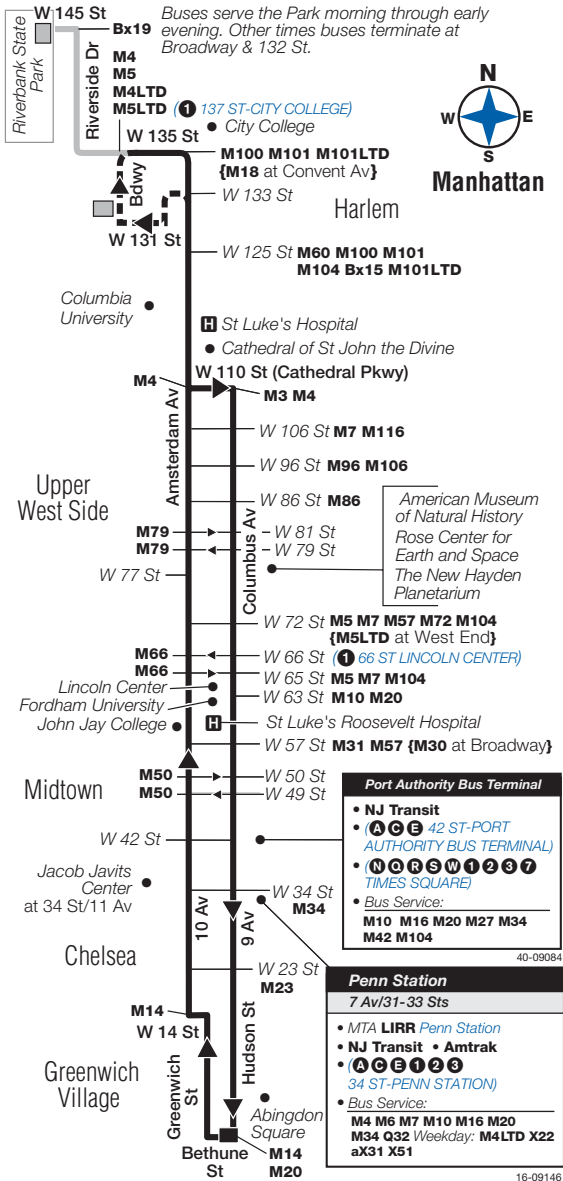 W 145 St
Buses serve the Park morning through early
evening. Other times buses terminate at
Broadway & 132 St.
Bx19
Riverbank State
Park
Riverside Dr
M4
M5
M4LTD
M5LTD (1 137 ST-CITY COLLEGE)
City College
W 135 St
M100 M101 M101LTD
{M18 at Convent Av}
N
W E
S
Manhattan
Bdwy
W 133 St
Harlem
W 131 St
W 125 St M60 M100 M101
M104 Bx15 M101LTD
Columbia
University
H St Luke's Hospital
Cathedral of St John the Divine
W 110 St (Cathedral Pkwy)
M4
M3 M4
Amsterdam Av
W 106 St M7 M116
W 96 St M96 M106
Upper
West Side
W 86 St M86
Columbus Av
American Museum
of Natural History
Rose Center for
Earth and Space
The New Hayden
Planetarium
M79 W 81 St
M79 W 79 St
W 77 St
W 72 St M5 M7 M57 M72 M104
{M5LTD at West End}
M66 W 66 St (1 66 ST LINCOLN CENTER)
M66 W 65 St M5 M7 M104
Lincoln Center
W 63 St M10 M20
Fordham University
John Jay College
H St Luke's Roosevelt Hospital
W 57 St M31 M57 {M30 at Broadway}
Midtown
M50 W 50 St
M50 W 49 St
W 42 St
Port Authority Bus Terminal
• NJ Transit
• (A C E 42 ST-PORT
AUTHORITY BUS TERMINAL)
• (N Q R S W 1 2 3 7
TIMES SQUARE)
• Bus Service:
M10 M16 M20 M27 M34
M42 M104
40-09084
Jacob Javits
Center
at 34 St/11 Av
W 34 St
M34
10 Av
9 Av
Chelsea
W 23 St
M23
Penn Station
7 Av/31-33 Sts
• MTA LIRR Penn Station
• NJ Transit • Amtrak
• (A C E 1 2 3
34 ST-PENN STATION)
• Bus Service:
M4 M6 M7 M10 M16 M20
M34 Q32 Weekday: M4LTD X22
aX31 X51
16-09146
M14
W 14 St
Hudson St
Greenwich
Village
Greenwich
St
Abingdon
Square
Bethune
St
M14
M20